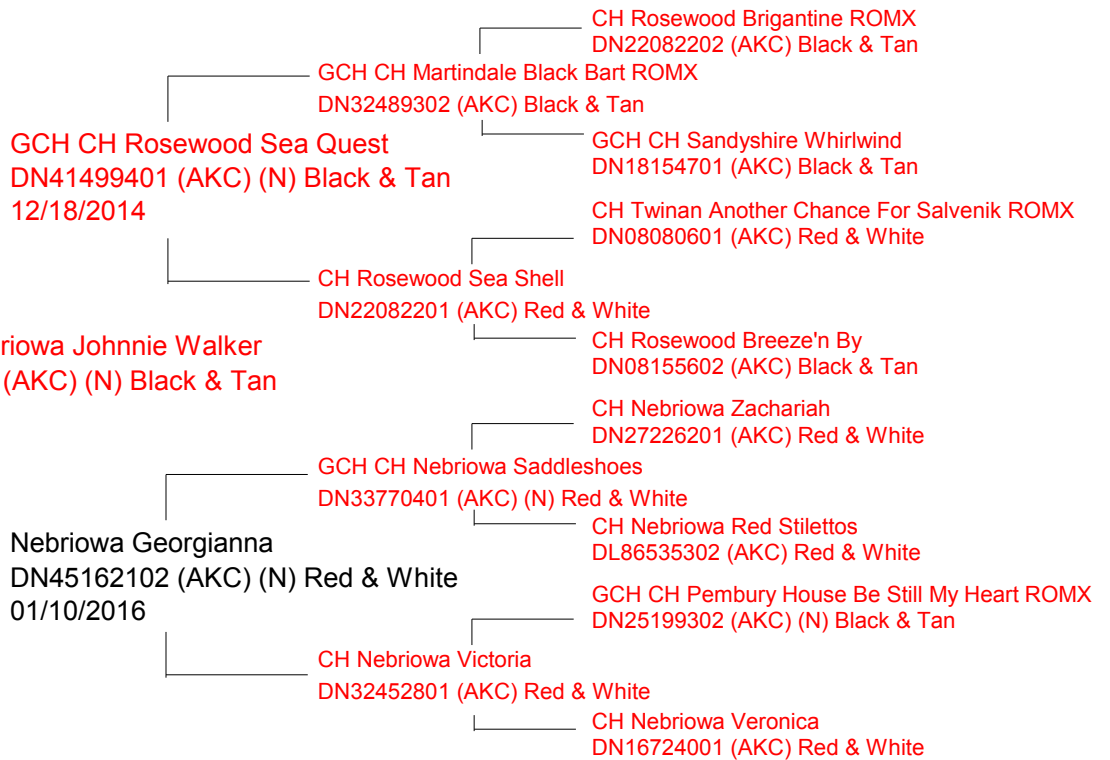 CH Rosewood Brigantine ROMX
DN22082202 (AKC) Black & Tan
GCH CH Martindale Black Bart ROMX
DN32489302 (AKC) Black & Tan
GCH CH Sandyshire Whirlwind
DN18154701 (AKC) Black & Tan
GCH CH Rosewood Sea Quest
DN41499401 (AKC) (N) Black & Tan
12/18/2014
CH Twinan Another Chance For Salvenik ROMX
DN08080601 (AKC) Red & White
CH Rosewood Sea Shell
DN22082201 (AKC) Red & White
CH Rosewood Breeze'n By
DN08155602 (AKC) Black & Tan
riowa Johnnie Walker
(AKC) (N) Black & Tan
CH Nebriowa Zachariah
DN27226201 (AKC) Red & White
GCH CH Nebriowa Saddleshoes
DN33770401 (AKC) (N) Red & White
CH Nebriowa Red Stilettos
DL86535302 (AKC) Red & White
Nebriowa Georgianna
DN45162102 (AKC) (N) Red & White
01/10/2016
GCH CH Pembury House Be Still My Heart ROMX
DN25199302 (AKC) (N) Black & Tan
CH Nebriowa Victoria
DN32452801 (AKC) Red & White
CH Nebriowa Veronica
DN16724001 (AKC) Red & White